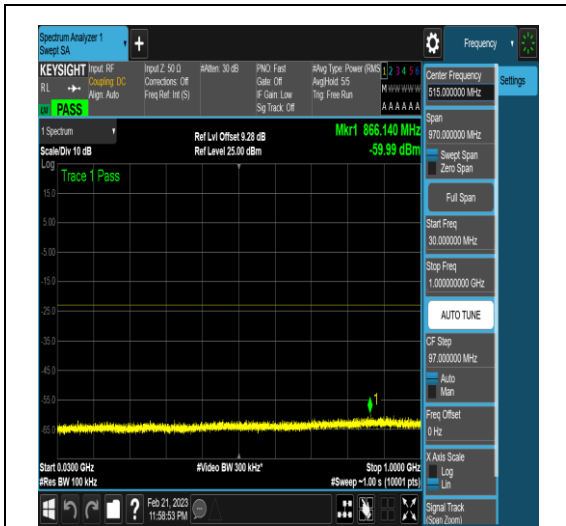 Spectrum Analyzer 1
Swept SA
+
Frequency
KEYSIGHT
RL
PASS
Input: RF
Coupling: DC
Align: Auto
Input Z: 50 Ω
Corrections: Off
Freq Ref: Int (S)
#Atten: 30 dB
PNO: Fast
Gate: Off
IF Gain: Low
Sig Track: Off
#Avg Type: Power (RMS
Avg|Hold: 5/5
Trig: Free Run
1 2 3 4 5 6
M W W W W W
A A A A A A
Center Frequency
515.000000 MHz
Settings
1 Spectrum
Scale/Div 10 dB
Ref Lvl Offset 9.28 dB
Ref Level 25.00 dBm
Mkr1 866.140 MHz
-59.99 dBm
Log
Trace 1 Pass
15.0
5.00
-5.00
-15.0
-25.0
-35.0
-45.0
-55.0
-65.0
1
Start 0.0300 GHz
#Res BW 100 kHz
#Video BW 300 kHz*
Stop 1.0000 GHz
#Sweep ~1.00 s (10001 pts)
Span
970.000000 MHz
Swept Span
Zero Span
Full Span
Start Freq
30.000000 MHz
Stop Freq
1.000000000 GHz
AUTO TUNE
CF Step
97.000000 MHz
Auto
Man
Freq Offset
0 Hz
X Axis Scale
Log
Lin
Signal Track
(Span Zoom)
?
Feb 21, 2023
11:58:53 PM